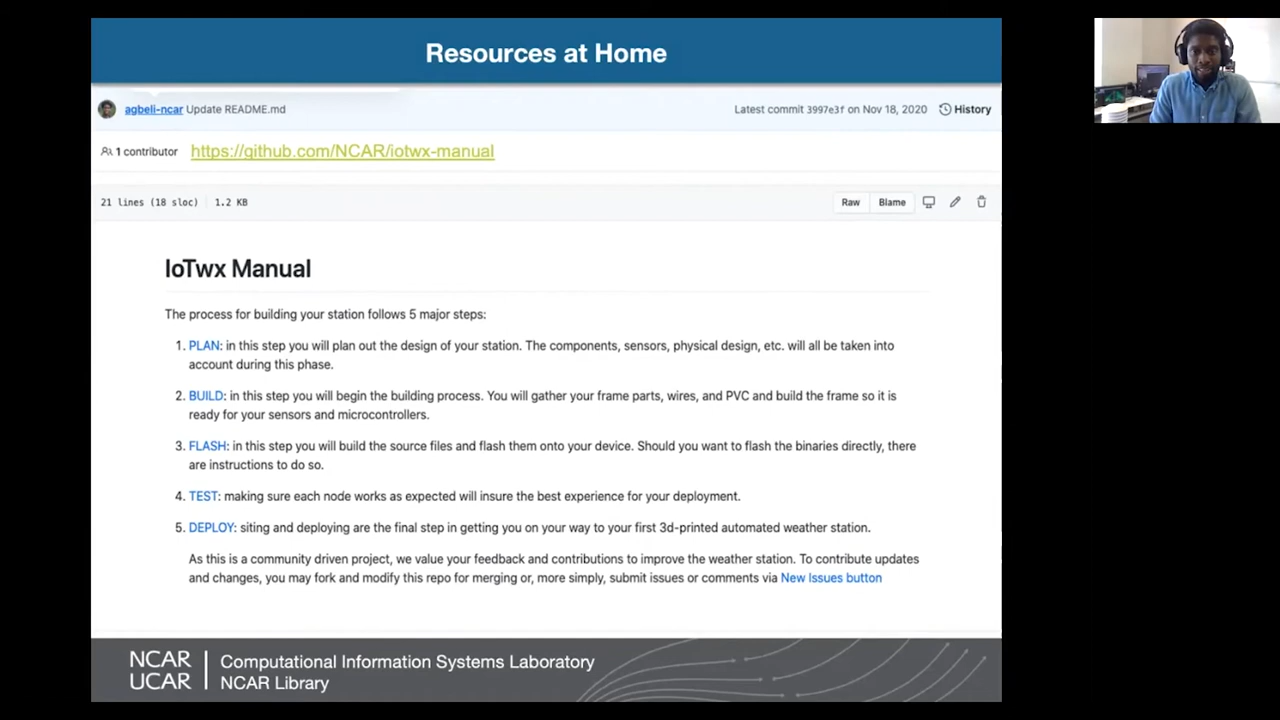 Resources at Home
agbeli-ncar Update README.md
Latest commit 3997e3f on Nov 18, 2020 History
1 contributor
https://github.com/NCAR/iotwx-manual
21 lines (18 sloc) 1.2 KB
Raw Blame
IoTwx Manual
The process for building your station follows 5 major steps:
1. PLAN: in this step you will plan out the design of your station. The components, sensors, physical design, etc. will all be taken into
account during this phase.
2. BUILD: in this step you will begin the building process. You will gather your frame parts, wires, and PVC and build the frame so it is
ready for your sensors and microcontrollers.
3. FLASH: in this step you will build the source files and flash them onto your device. Should you want to flash the binaries directly, there
are instructions to do so.
4. TEST: making sure each node works as expected will insure the best experience for your deployment.
5. DEPLOY: siting and deploying are the final step in getting you on your way to your first 3d-printed automated weather station.
As this is a community driven project, we value your feedback and contributions to improve the weather station. To contribute updates
and changes, you may fork and modify this repo for merging or, more simply, submit issues or comments via New Issues button
NCAR
UCAR
Computational Information Systems Laboratory
NCAR Library